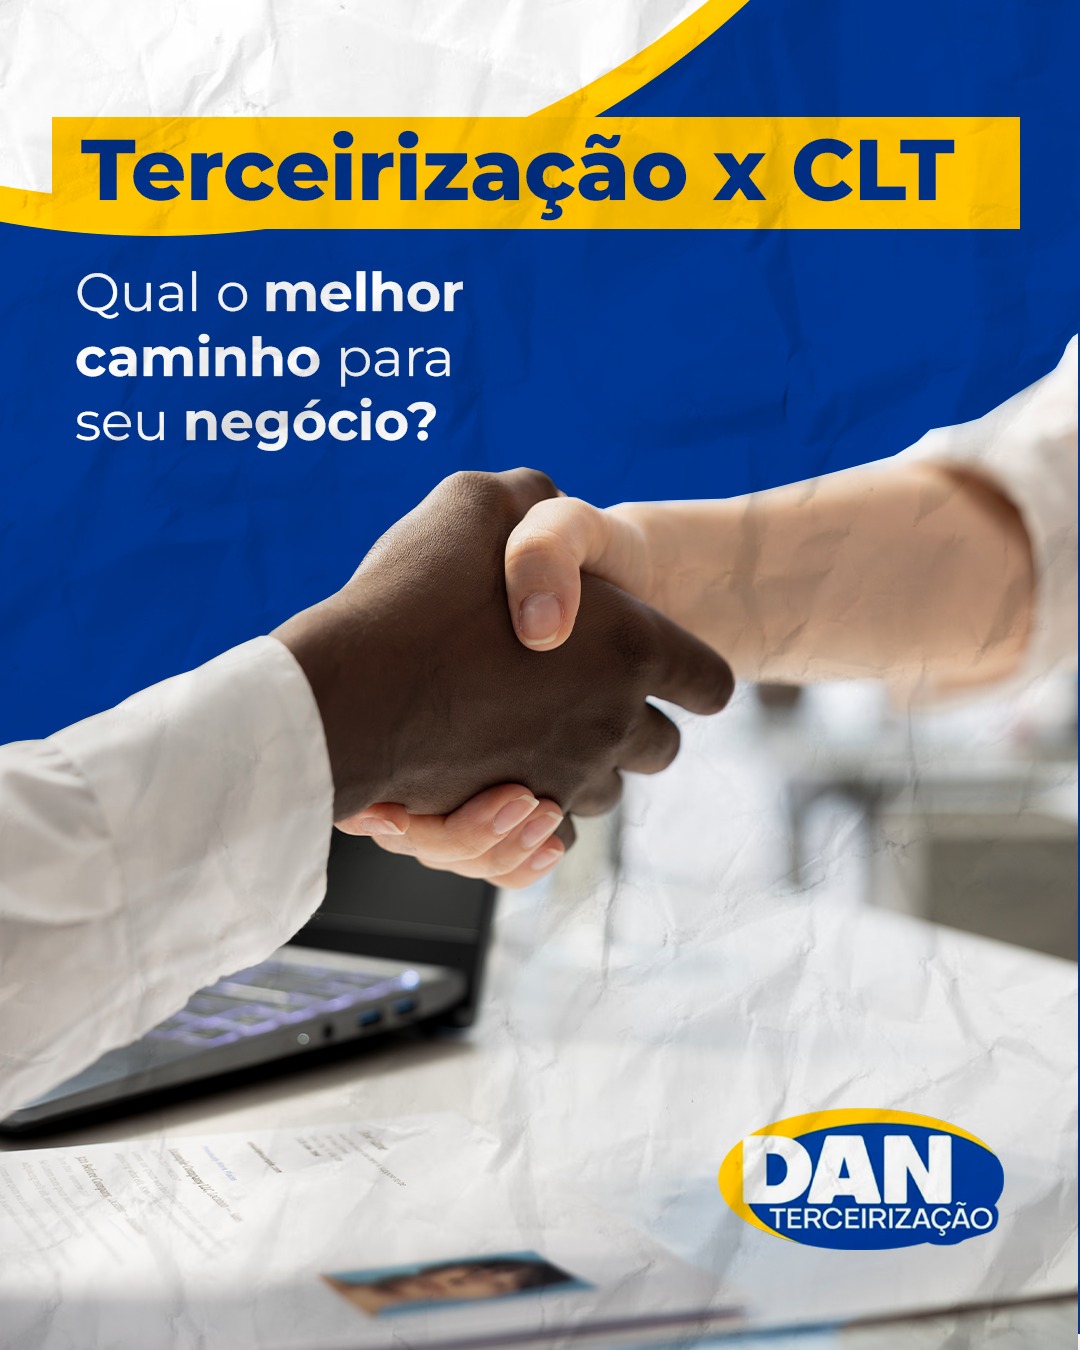 Terceirização x CLT
Qual o melhor
caminho para
seu negócio?
DAN
TERCEIRIZAÇÃO